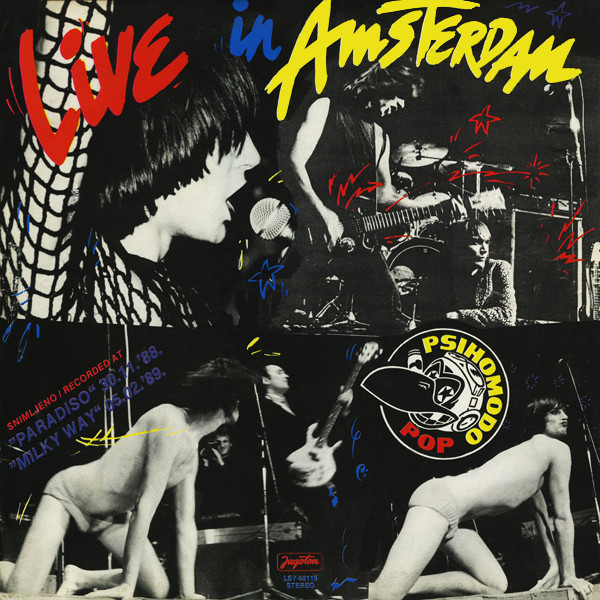 LiVE in AMSTERDAM
PSIHOMODO
POP
SNIMLJENO / RECORDED AT
"PARADISO" 30.11.'88.
"MILKY WAY" 05.02.'89.
Jugoton
LSY-66119
STEREO